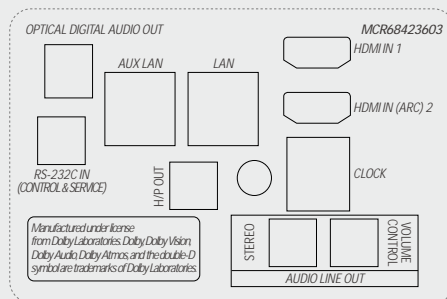 OPTICAL DIGITAL AUDIO OUT
MCR68423603
HDMI IN 1
AUX LAN
LAN
HDMI IN (ARC) 2
RS-232C IN
(CONTROL & SERVICE)
H/P OUT
CLOCK
Manufactured under license
from Dolby Laboratories. Dolby, Dolby Vision,
Dolby Audio, Dolby Atmos, and the double-D
symbol are trademarks of Dolby Laboratories.
STEREO
VOLUME
CONTROL
AUDIO LINE OUT